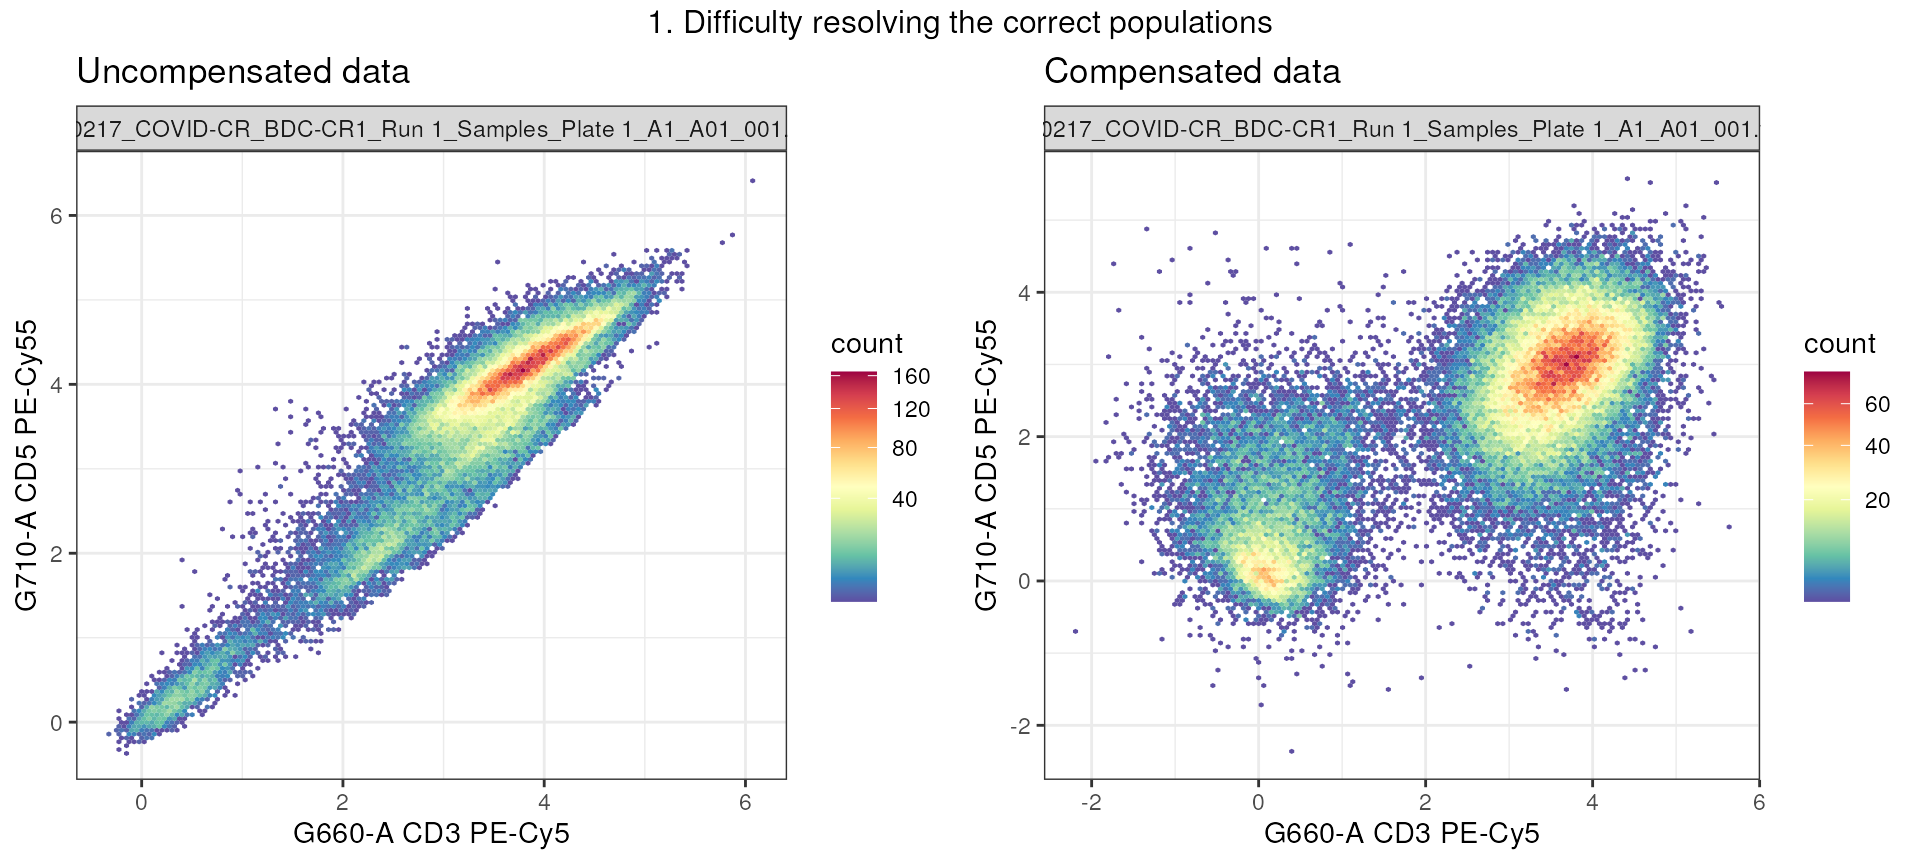 1. Difficulty resolving the correct populations
Uncompensated data
0217_COVID-CR_BDC-CR1_Run 1_Samples_Plate 1_A1_A01_001.
G710-A CD5 PE-Cy55
6
4
2
0
0 2 4 6
G660-A CD3 PE-Cy5
count
160
120
80
40
Compensated data
0217_COVID-CR_BDC-CR1_Run 1_Samples_Plate 1_A1_A01_001.
G710-A CD5 PE-Cy55
4
2
0
-2
-2 0 2 4 6
G660-A CD3 PE-Cy5
count
60
40
20